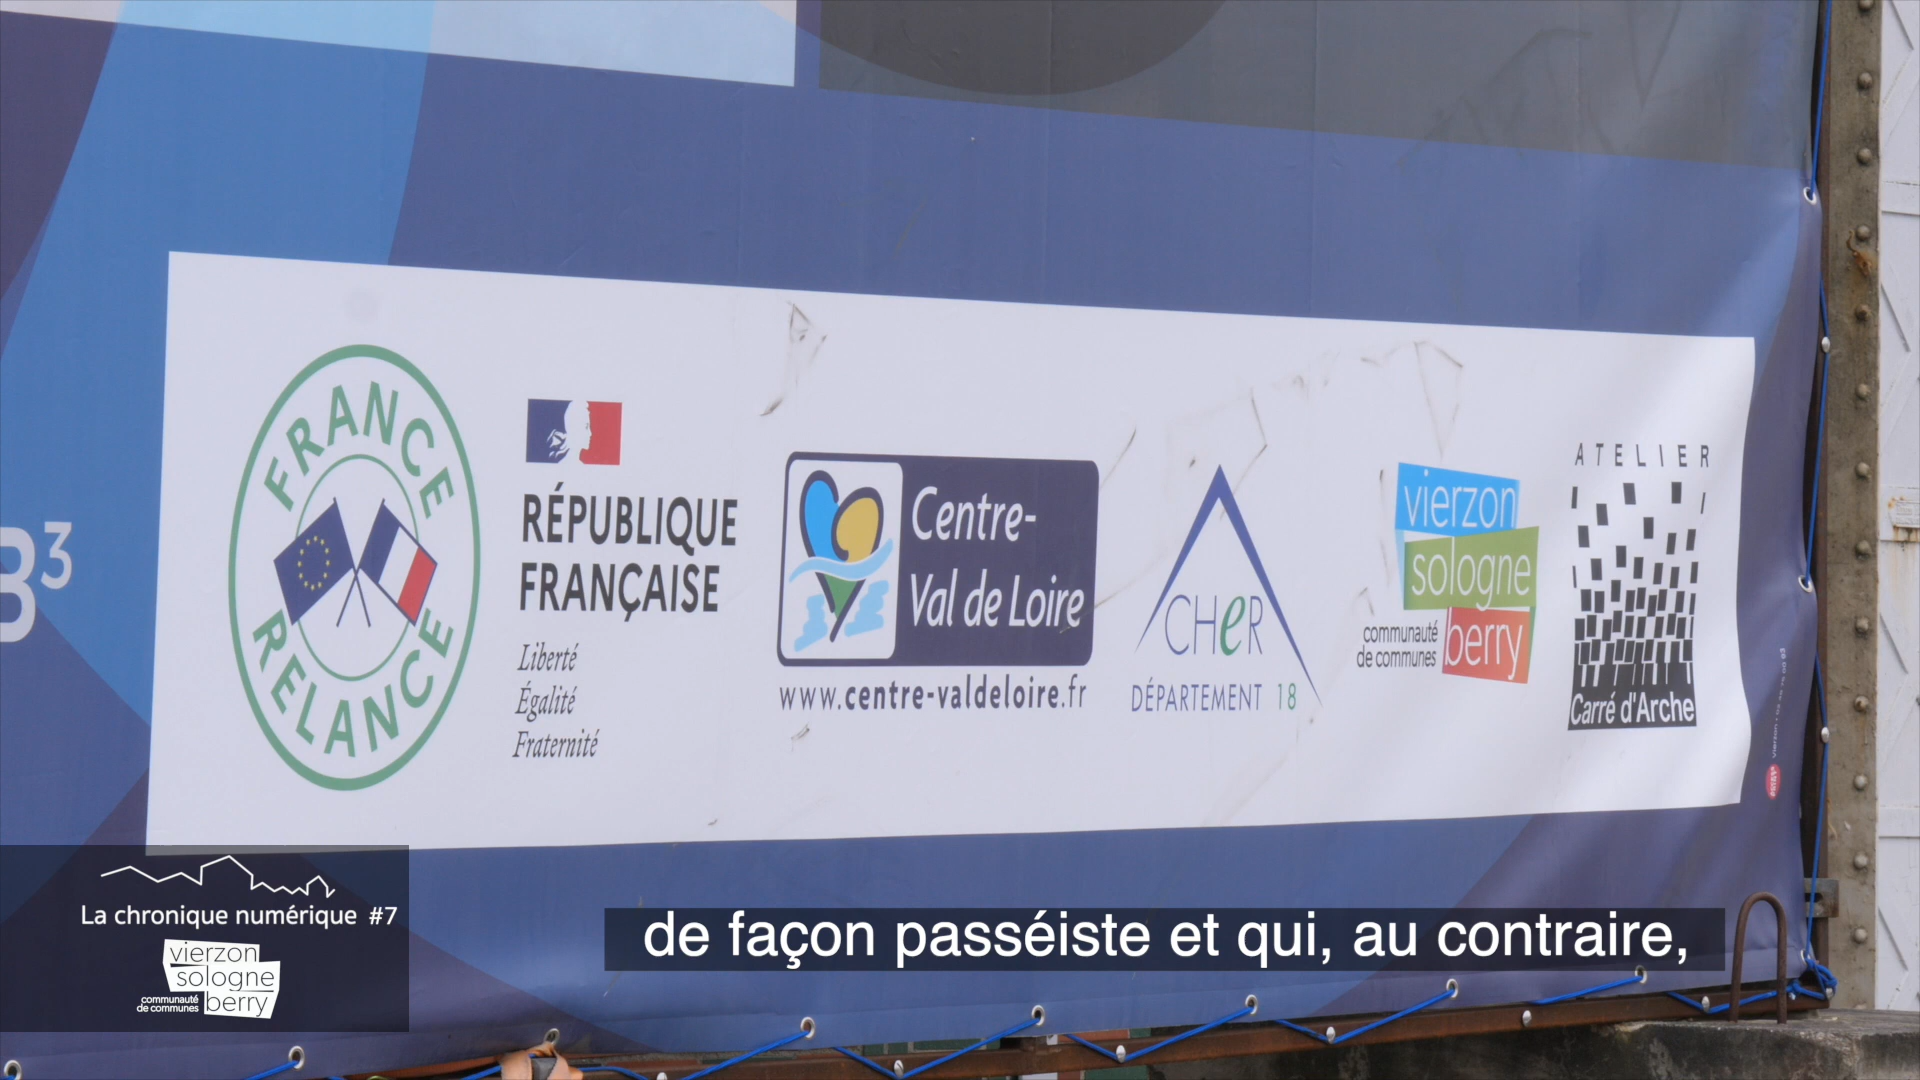 B³
FRANCE
RELANCE
RÉPUBLIQUE
FRANÇAISE
Liberté
Égalité
Fraternité
Centre-
Val de Loire
www.centre-valdeloire.fr
CHER
DÉPARTEMENT 18
vierzon
sologne
berry
communauté
de communes
ATELIER
Carré d'Arche
La chronique numérique #7
vierzon
sologne
berry
communauté
de communes
de façon passéiste et qui, au contraire,